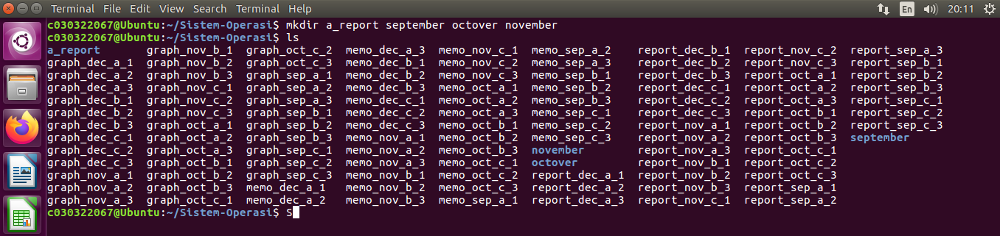 Terminal File Edit View Search Terminal Help En 20:11
c030322067@Ubuntu:~/Sistem-Operasi$ mkdir a_report september octover november
c030322067@Ubuntu:~/Sistem-Operasi$ ls
a_report graph_nov_b_1 graph_oct_c_2 memo_dec_a_3 memo_nov_c_1 memo_sep_a_2 report_dec_b_1 report_nov_c_2 report_sep_a_3
graph_dec_a_1 graph_nov_b_2 graph_oct_c_3 memo_dec_b_1 memo_nov_c_2 memo_sep_a_3 report_dec_b_2 report_nov_c_3 report_sep_b_1
graph_dec_a_2 graph_nov_b_3 graph_sep_a_1 memo_dec_b_2 memo_nov_c_3 memo_sep_b_1 report_dec_b_3 report_oct_a_1 report_sep_b_2
graph_dec_a_3 graph_nov_c_1 graph_sep_a_2 memo_dec_b_3 memo_oct_a_1 memo_sep_b_2 report_dec_c_1 report_oct_a_2 report_sep_b_3
graph_dec_b_1 graph_nov_c_2 graph_sep_a_3 memo_dec_c_1 memo_oct_a_2 memo_sep_b_3 report_dec_c_2 report_oct_a_3 report_sep_c_1
graph_dec_b_2 graph_nov_c_3 graph_sep_b_1 memo_dec_c_2 memo_oct_a_3 memo_sep_c_1 report_dec_c_3 report_oct_b_1 report_sep_c_2
graph_dec_b_3 graph_oct_a_1 graph_sep_b_2 memo_dec_c_3 memo_oct_b_1 memo_sep_c_2 report_nov_a_1 report_oct_b_2 report_sep_c_3
graph_dec_c_1 graph_oct_a_2 graph_sep_b_3 memo_nov_a_1 memo_oct_b_2 memo_sep_c_3 report_nov_a_2 report_oct_b_3 september
graph_dec_c_2 graph_oct_a_3 graph_sep_c_1 memo_nov_a_2 memo_oct_b_3 november report_nov_a_3 report_oct_c_1
graph_dec_c_3 graph_oct_b_1 graph_sep_c_2 memo_nov_a_3 memo_oct_c_1 octover report_nov_b_1 report_oct_c_2
graph_nov_a_1 graph_oct_b_2 graph_sep_c_3 memo_nov_b_1 memo_oct_c_2 report_dec_a_1 report_nov_b_2 report_oct_c_3
graph_nov_a_2 graph_oct_b_3 memo_dec_a_1 memo_nov_b_2 memo_oct_c_3 report_dec_a_2 report_nov_b_3 report_sep_a_1
graph_nov_a_3 graph_oct_c_1 memo_dec_a_2 memo_nov_b_3 memo_sep_a_1 report_dec_a_3 report_nov_c_1 report_sep_a_2
c030322067@Ubuntu:~/Sistem-Operasi$ S